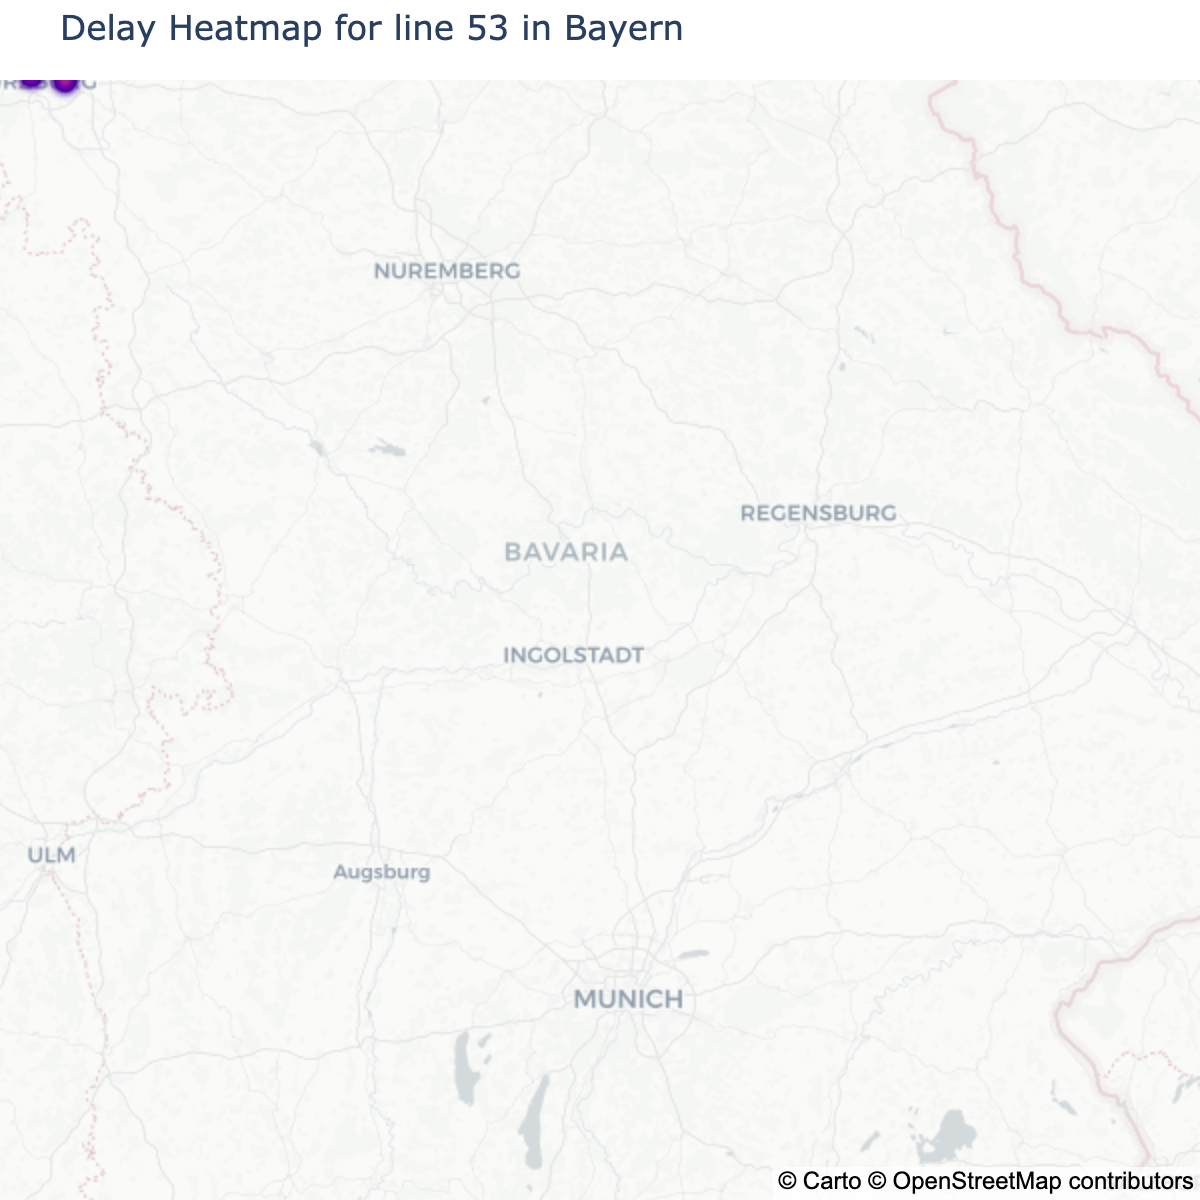 Delay Heatmap for line 53 in Bayern
NUREMBERG
REGENSBURG
BAVARIA
INGOLSTADT
ULM
Augsburg
MUNICH
© Carto © OpenStreetMap contributors